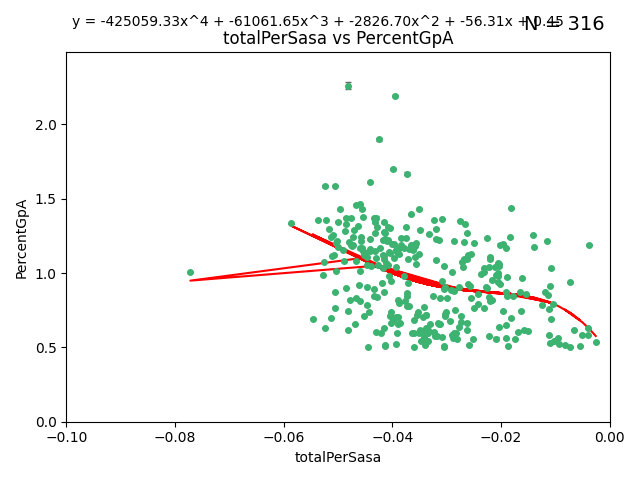 y = -425059.33x^4 + -61061.65x^3 + -2826.70x^2 + -56.31x + 0.45
N = 316
totalPerSasa vs PercentGpA
PercentGpA
2.0
1.5
1.0
0.5
0.0
−0.10 −0.08 −0.06 −0.04 −0.02 0.00
totalPerSasa